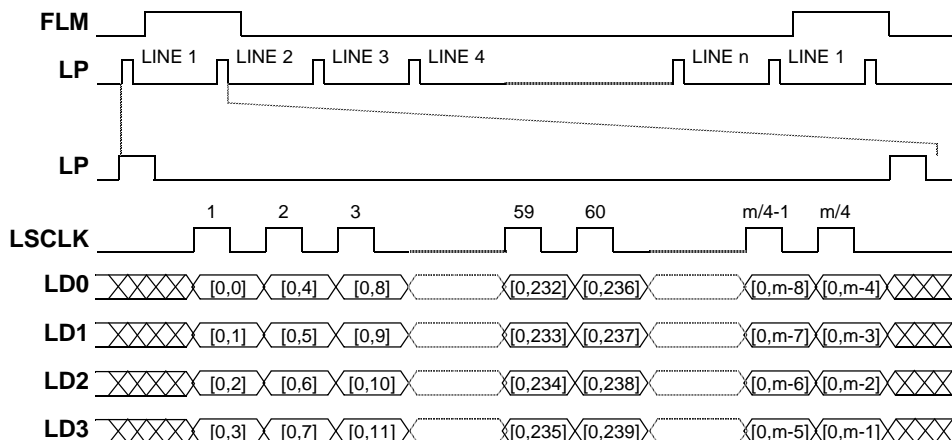 FLM
LP LINE 1 LINE 2 LINE 3 LINE 4 LINE n LINE 1
LP
1 2 3 59 60 m/4-1 m/4
LSCLK
LD0 [0,0] [0,4] [0,8] [0,232] [0,236] [0,m-8] [0,m-4]
LD1 [0,1] [0,5] [0,9] [0,233] [0,237] [0,m-7] [0,m-3]
LD2 [0,2] [0,6] [0,10] [0,234] [0,238] [0,m-6] [0,m-2]
LD3 [0,3] [0,7] [0,11] [0,235] [0,239] [0,m-5] [0,m-1]